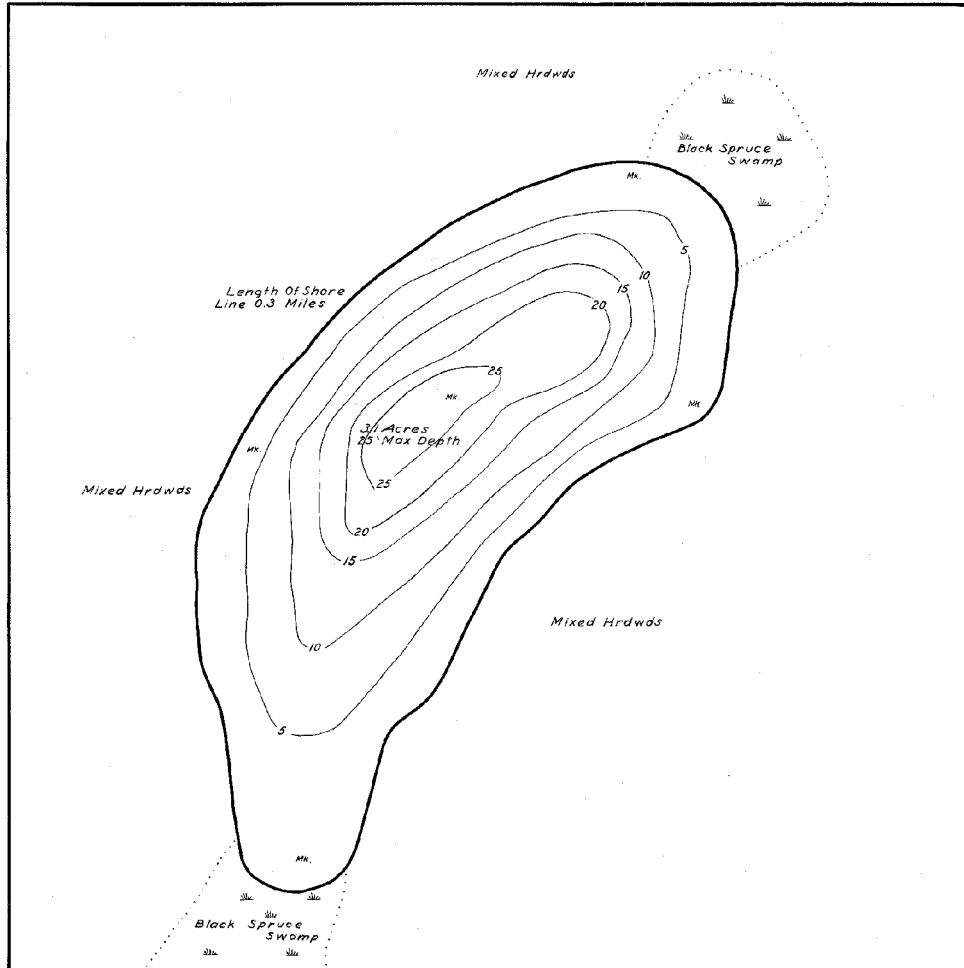 Mixed Hrdwds
Black Spruce
Swamp
Mk.
5
10
15
20
Length Of Shore
Line 0.3 Miles
25
Mk.
Mk.
3.1 Acres
25' Max Depth
Mk.
Mixed Hrdwds
25
20
15
Mixed Hrdwds
10
5
Mk.
Black Spruce
Swamp